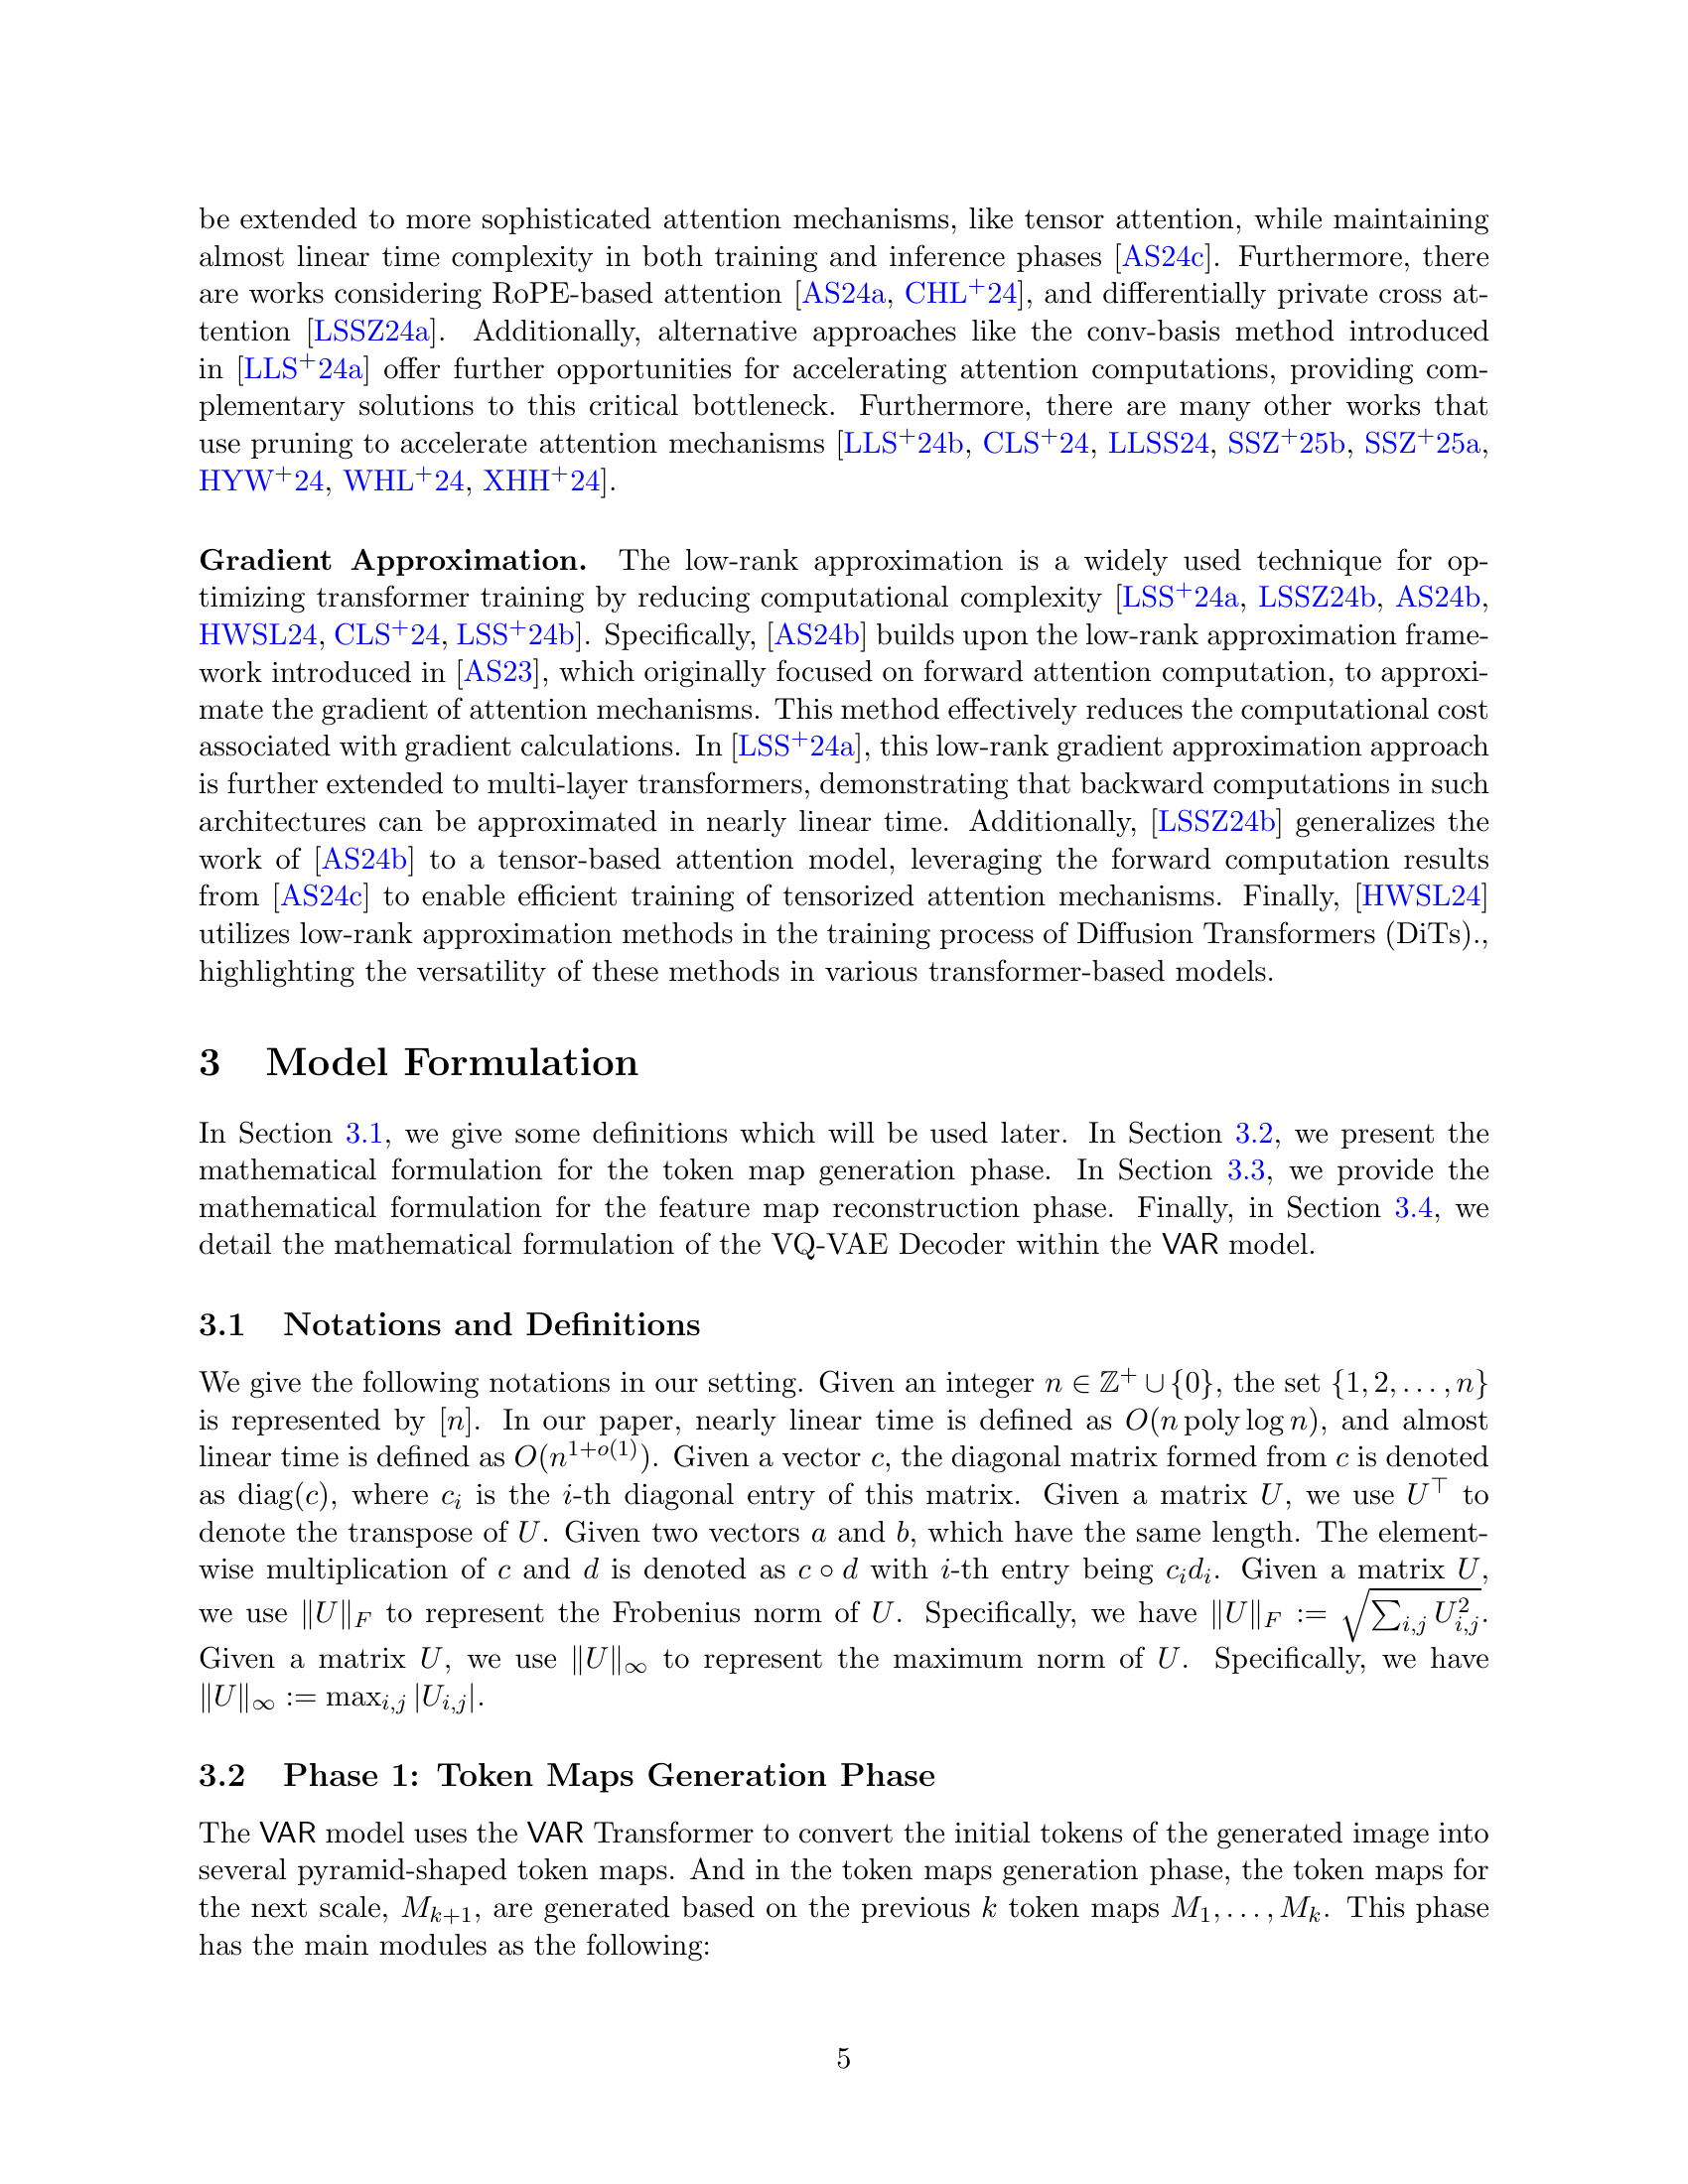 be extended to more sophisticated attention mechanisms, like tensor attention, while maintaining
almost linear time complexity in both training and inference phases [AS24c]. Furthermore, there
are works considering RoPE-based attention [AS24a, CHL+24], and differentially private cross at-
tention [LSSZ24a]. Additionally, alternative approaches like the conv-basis method introduced
in [LLS+24a] offer further opportunities for accelerating attention computations, providing com-
plementary solutions to this critical bottleneck. Furthermore, there are many other works that
use pruning to accelerate attention mechanisms [LLS+24b, CLS+24, LLSS24, SSZ+25b, SSZ+25a,
HYW+24, WHL+24, XHH+24].
Gradient Approximation. The low-rank approximation is a widely used technique for op-
timizing transformer training by reducing computational complexity [LSS+24a, LSSZ24b, AS24b,
HWSL24, CLS+24, LSS+24b]. Specifically, [AS24b] builds upon the low-rank approximation frame-
work introduced in [AS23], which originally focused on forward attention computation, to approxi-
mate the gradient of attention mechanisms. This method effectively reduces the computational cost
associated with gradient calculations. In [LSS+24a], this low-rank gradient approximation approach
is further extended to multi-layer transformers, demonstrating that backward computations in such
architectures can be approximated in nearly linear time. Additionally, [LSSZ24b] generalizes the
work of [AS24b] to a tensor-based attention model, leveraging the forward computation results
from [AS24c] to enable efficient training of tensorized attention mechanisms. Finally, [HWSL24]
utilizes low-rank approximation methods in the training process of Diffusion Transformers (DiTs).,
highlighting the versatility of these methods in various transformer-based models.
3 Model Formulation
In Section 3.1, we give some definitions which will be used later. In Section 3.2, we present the
mathematical formulation for the token map generation phase. In Section 3.3, we provide the
mathematical formulation for the feature map reconstruction phase. Finally, in Section 3.4, we
detail the mathematical formulation of the VQ-VAE Decoder within the VAR model.
3.1 Notations and Definitions
We give the following notations in our setting. Given an integer n ∈ ℤ⁺ ∪ {0}, the set {1, 2, . . . , n}
is represented by [n]. In our paper, nearly linear time is defined as O(n poly log n), and almost
linear time is defined as O(n^{1+o(1)}). Given a vector c, the diagonal matrix formed from c is denoted
as diag(c), where c_i is the i-th diagonal entry of this matrix. Given a matrix U, we use U^⊤ to
denote the transpose of U. Given two vectors a and b, which have the same length. The element-
wise multiplication of c and d is denoted as c ∘ d with i-th entry being c_i d_i. Given a matrix U,
we use ‖U‖_F to represent the Frobenius norm of U. Specifically, we have ‖U‖_F := √(∑_{i,j} U_{i,j}^2).
Given a matrix U, we use ‖U‖_∞ to represent the maximum norm of U. Specifically, we have
‖U‖_∞ := max_{i,j} |U_{i,j}|.
3.2 Phase 1: Token Maps Generation Phase
The VAR model uses the VAR Transformer to convert the initial tokens of the generated image into
several pyramid-shaped token maps. And in the token maps generation phase, the token maps for
the next scale, M_{k+1}, are generated based on the previous k token maps M_1, . . . , M_k. This phase
has the main modules as the following:
5